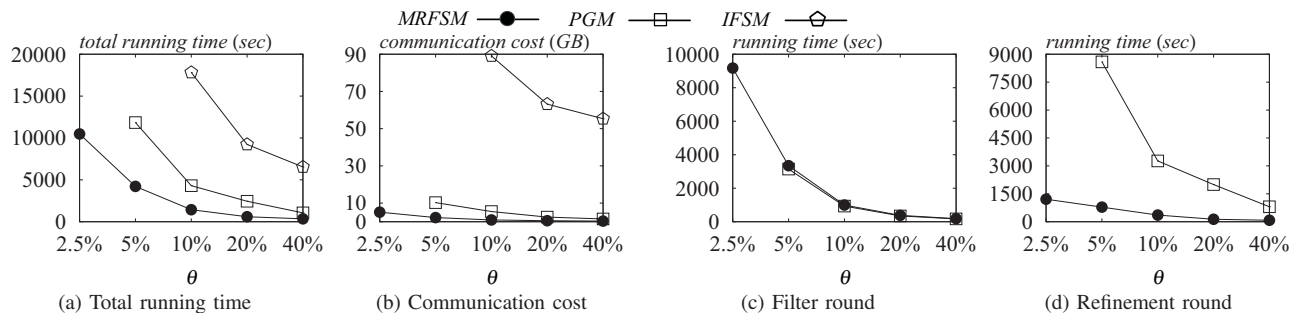 MRFSM PGM IFSM
total running time (sec)
20000
15000
10000
5000
0
2.5% 5% 10% 20% 40%
θ
(a) Total running time
communication cost (GB)
90
70
50
30
10
0
2.5% 5% 10% 20% 40%
θ
(b) Communication cost
running time (sec)
10000
8000
6000
4000
2000
0
2.5% 5% 10% 20% 40%
θ
(c) Filter round
running time (sec)
9000
7500
6000
4500
3000
1500
0
2.5% 5% 10% 20% 40%
θ
(d) Refinement round